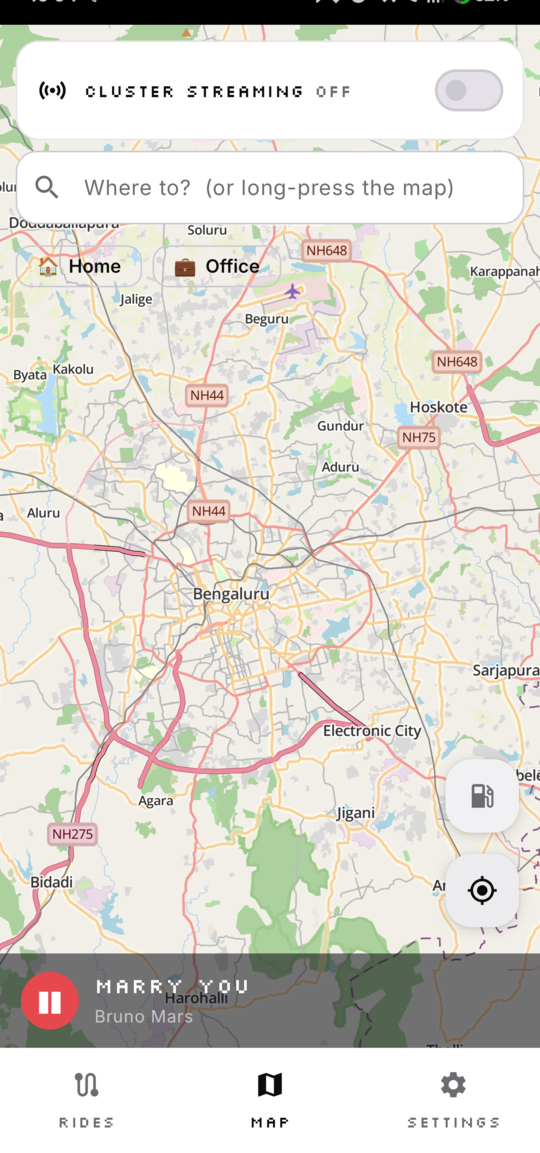 CLUSTER STREAMING OFF
Where to? (or long-press the map)
Doddaballapura
Soluru
NH648
Home
Office
Karappanah
Jalige
Beguru
NH648
Byata
Kakolu
NH44
Hoskote
Gundur
NH75
Aduru
NH44
Aluru
Bengaluru
Sarjapura
Electronic City
Agara
Jigani
NH275
Bidadi
MARRY YOU
Harohalli
Bruno Mars
RIDES
MAP
SETTINGS